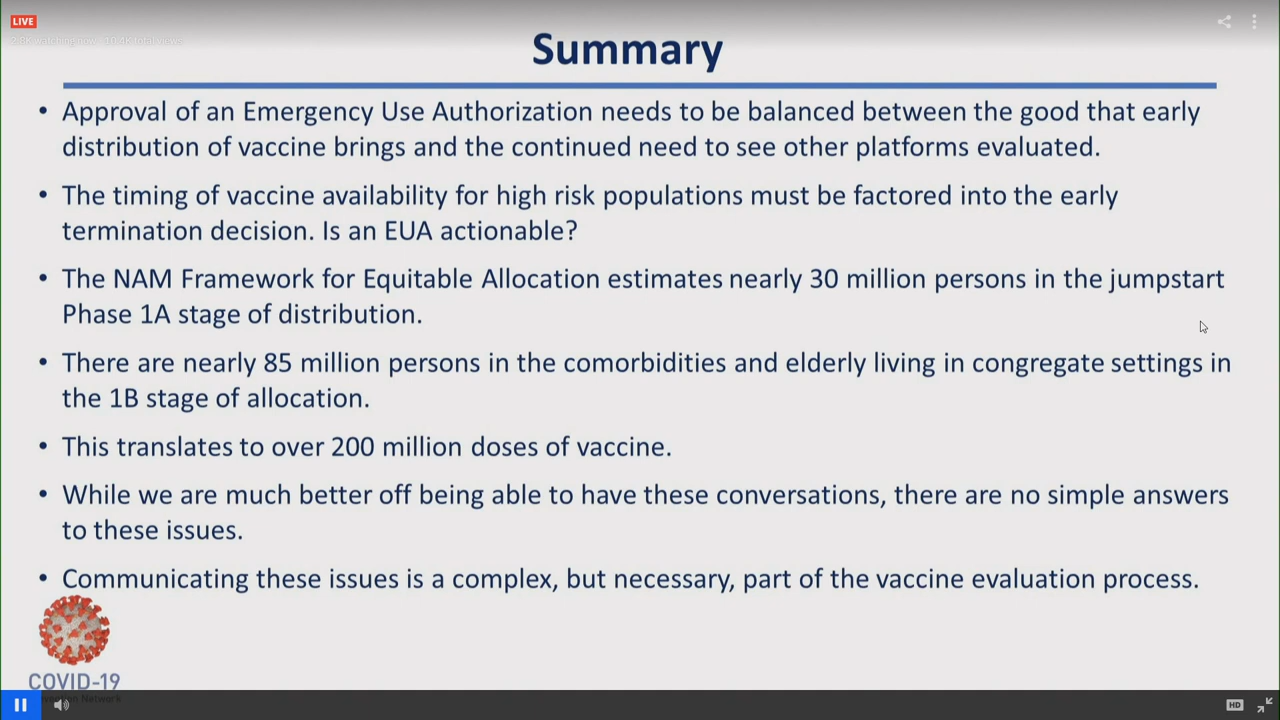 LIVE
Summary
• Approval of an Emergency Use Authorization needs to be balanced between the good that early
distribution of vaccine brings and the continued need to see other platforms evaluated.
• The timing of vaccine availability for high risk populations must be factored into the early
termination decision. Is an EUA actionable?
• The NAM Framework for Equitable Allocation estimates nearly 30 million persons in the jumpstart
Phase 1A stage of distribution.
• There are nearly 85 million persons in the comorbidities and elderly living in congregate settings in
the 1B stage of allocation.
• This translates to over 200 million doses of vaccine.
• While we are much better off being able to have these conversations, there are no simple answers
to these issues.
• Communicating these issues is a complex, but necessary, part of the vaccine evaluation process.
COVID-19
Network
HD